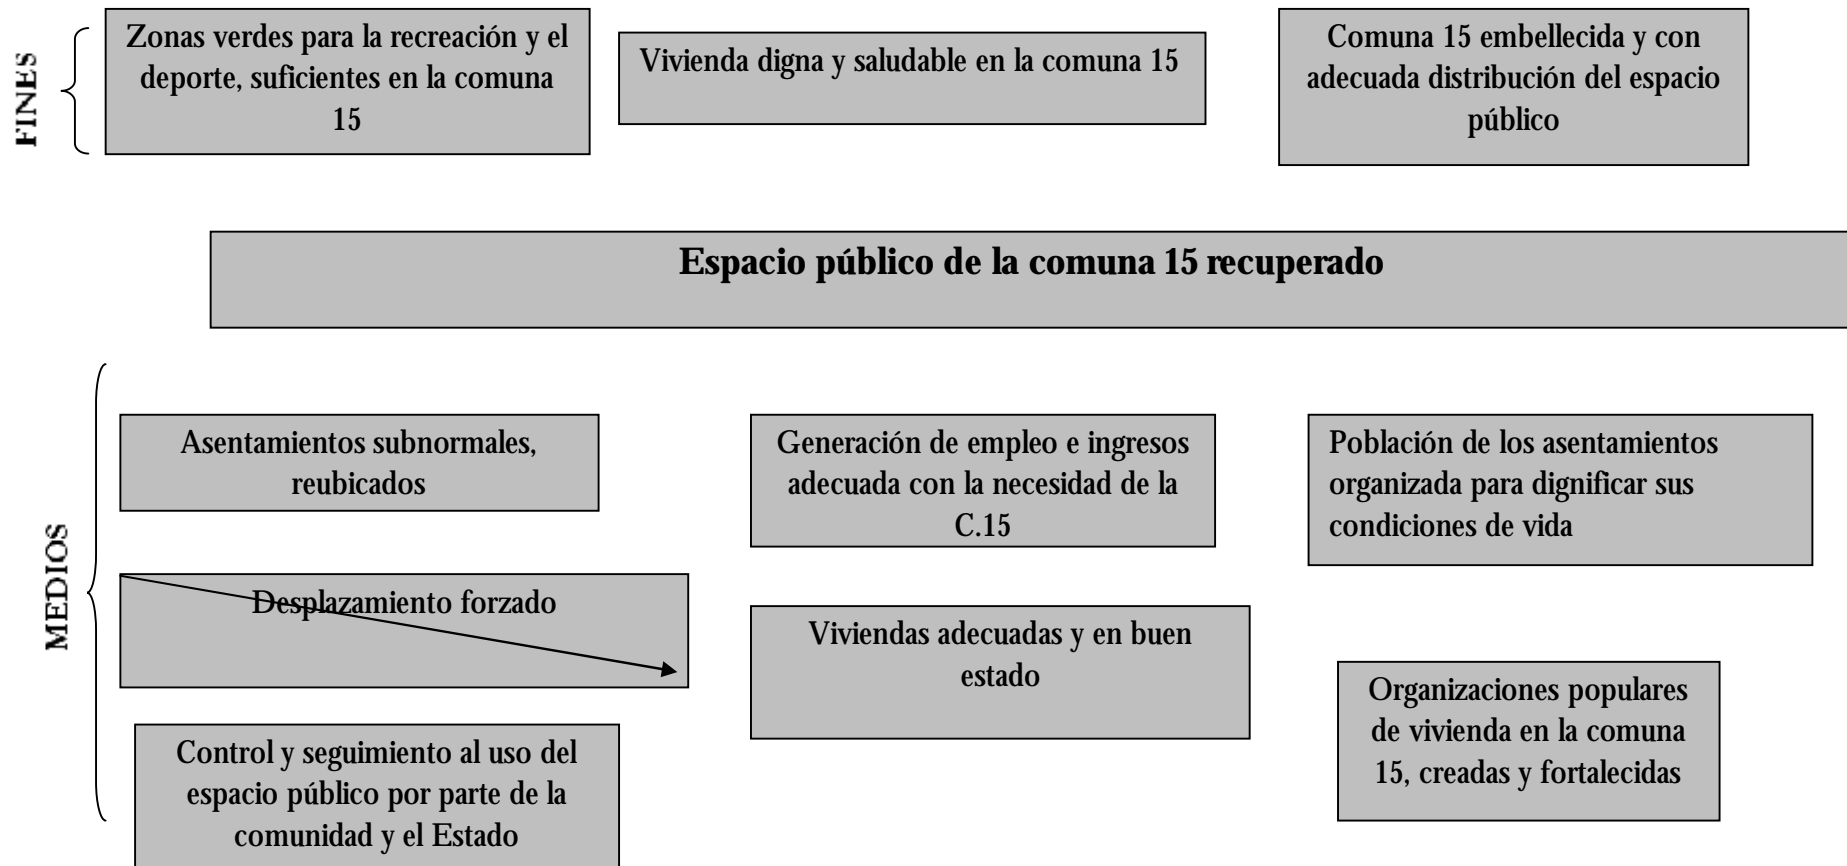 FINES
Zonas verdes para la recreación y el
deporte, suficientes en la comuna
15
Vivienda digna y saludable en la comuna 15
Comuna 15 embellecida y con
adecuada distribución del espacio
público
Espacio público de la comuna 15 recuperado
MEDIOS
Asentamientos subnormales,
reubicados
Generación de empleo e ingresos
adecuada con la necesidad de la
C.15
Población de los asentamientos
organizada para dignificar sus
condiciones de vida
Desplazamiento forzado
Viviendas adecuadas y en buen
estado
Organizaciones populares
de vivienda en la comuna
15, creadas y fortalecidas
Control y seguimiento al uso del
espacio público por parte de la
comunidad y el Estado